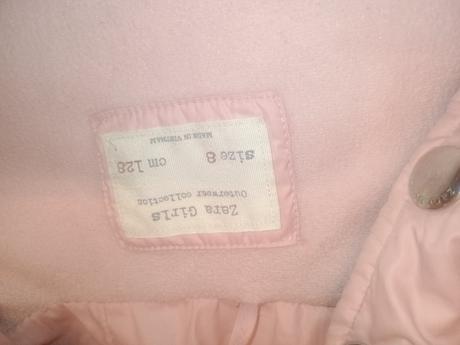 Zara Girls
Outerwear collection
size 8 cm 128
MADE IN VIETNAM